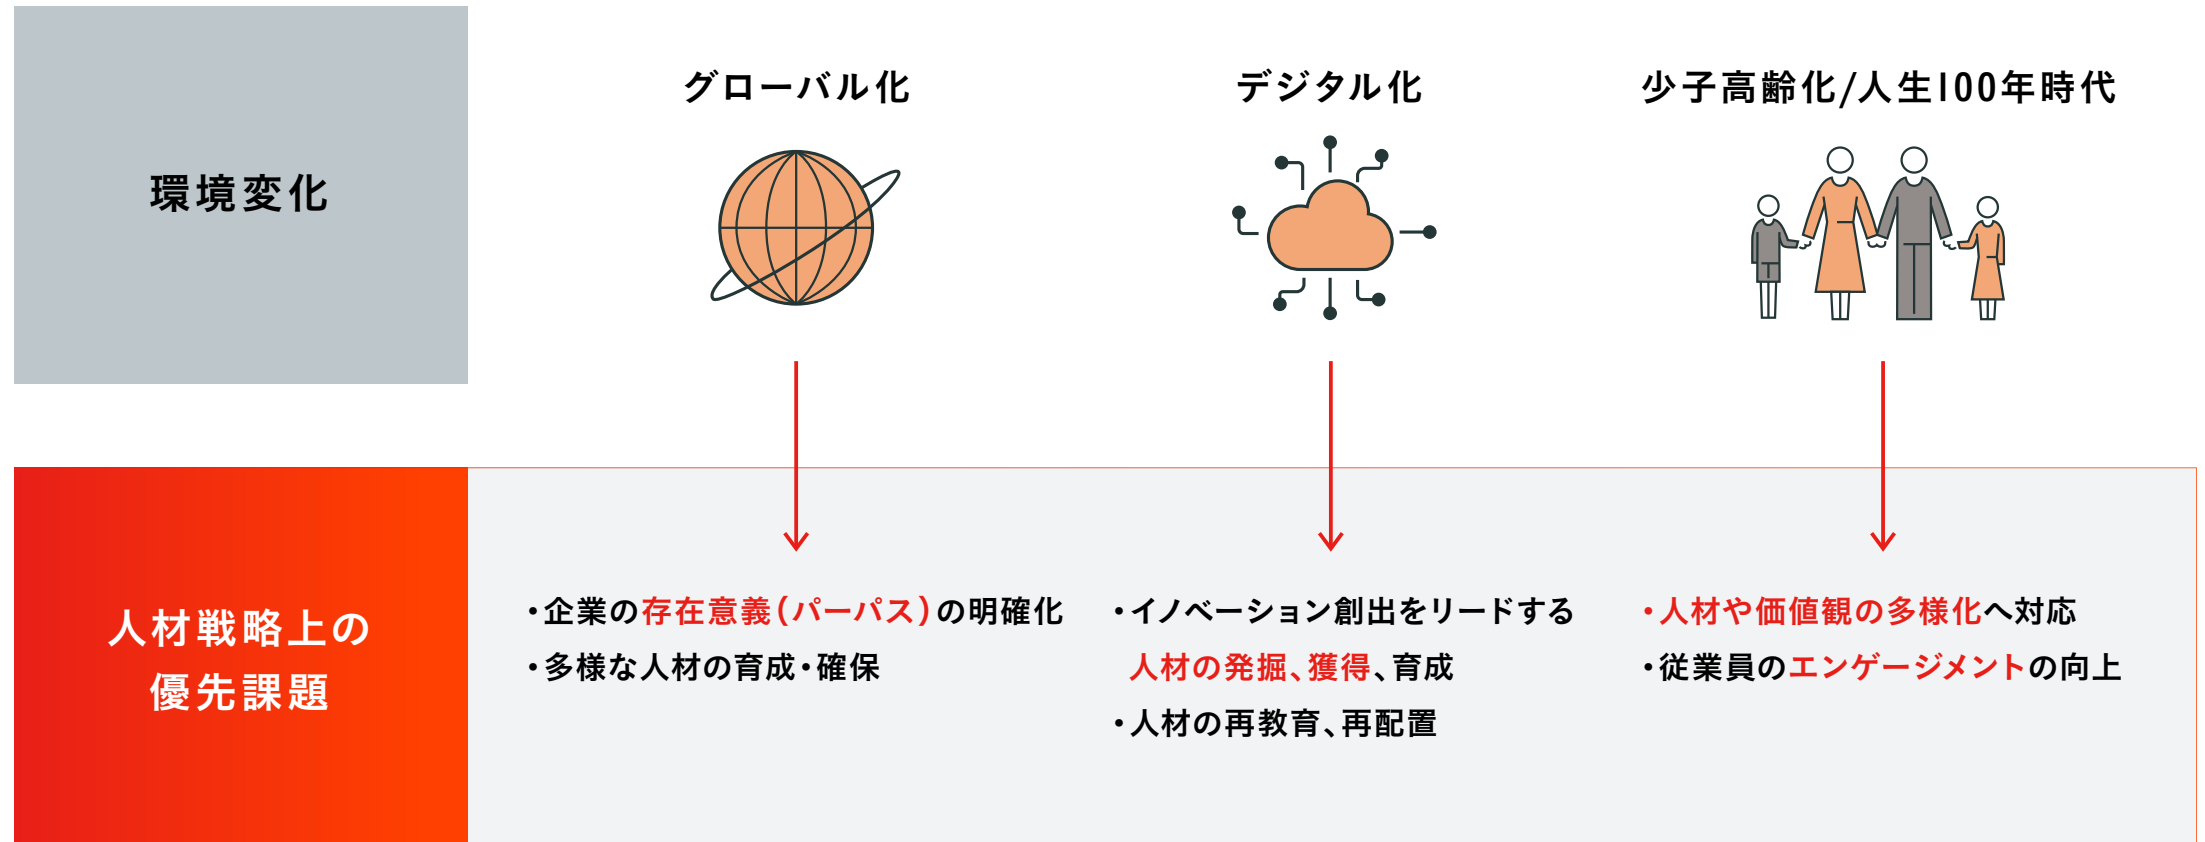 環境変化
グローバル化
デジタル化
少子高齢化/人生100年時代
人材戦略上の
優先課題
・企業の存在意義(パーパス)の明確化
・多様な人材の育成・確保
・イノベーション創出をリードする
人材の発掘、獲得、育成
・人材の再教育、再配置
・人材や価値観の多様化へ対応
・従業員のエンゲージメントの向上